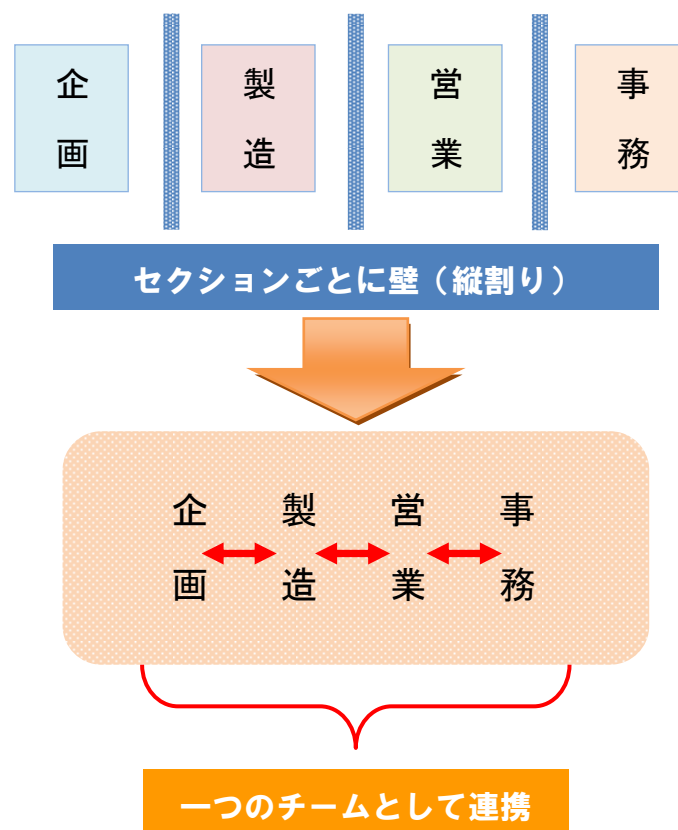 企画
製造
営業
事務
セクションごとに壁（縦割り）
企画
製造
営業
事務
一つのチームとして連携